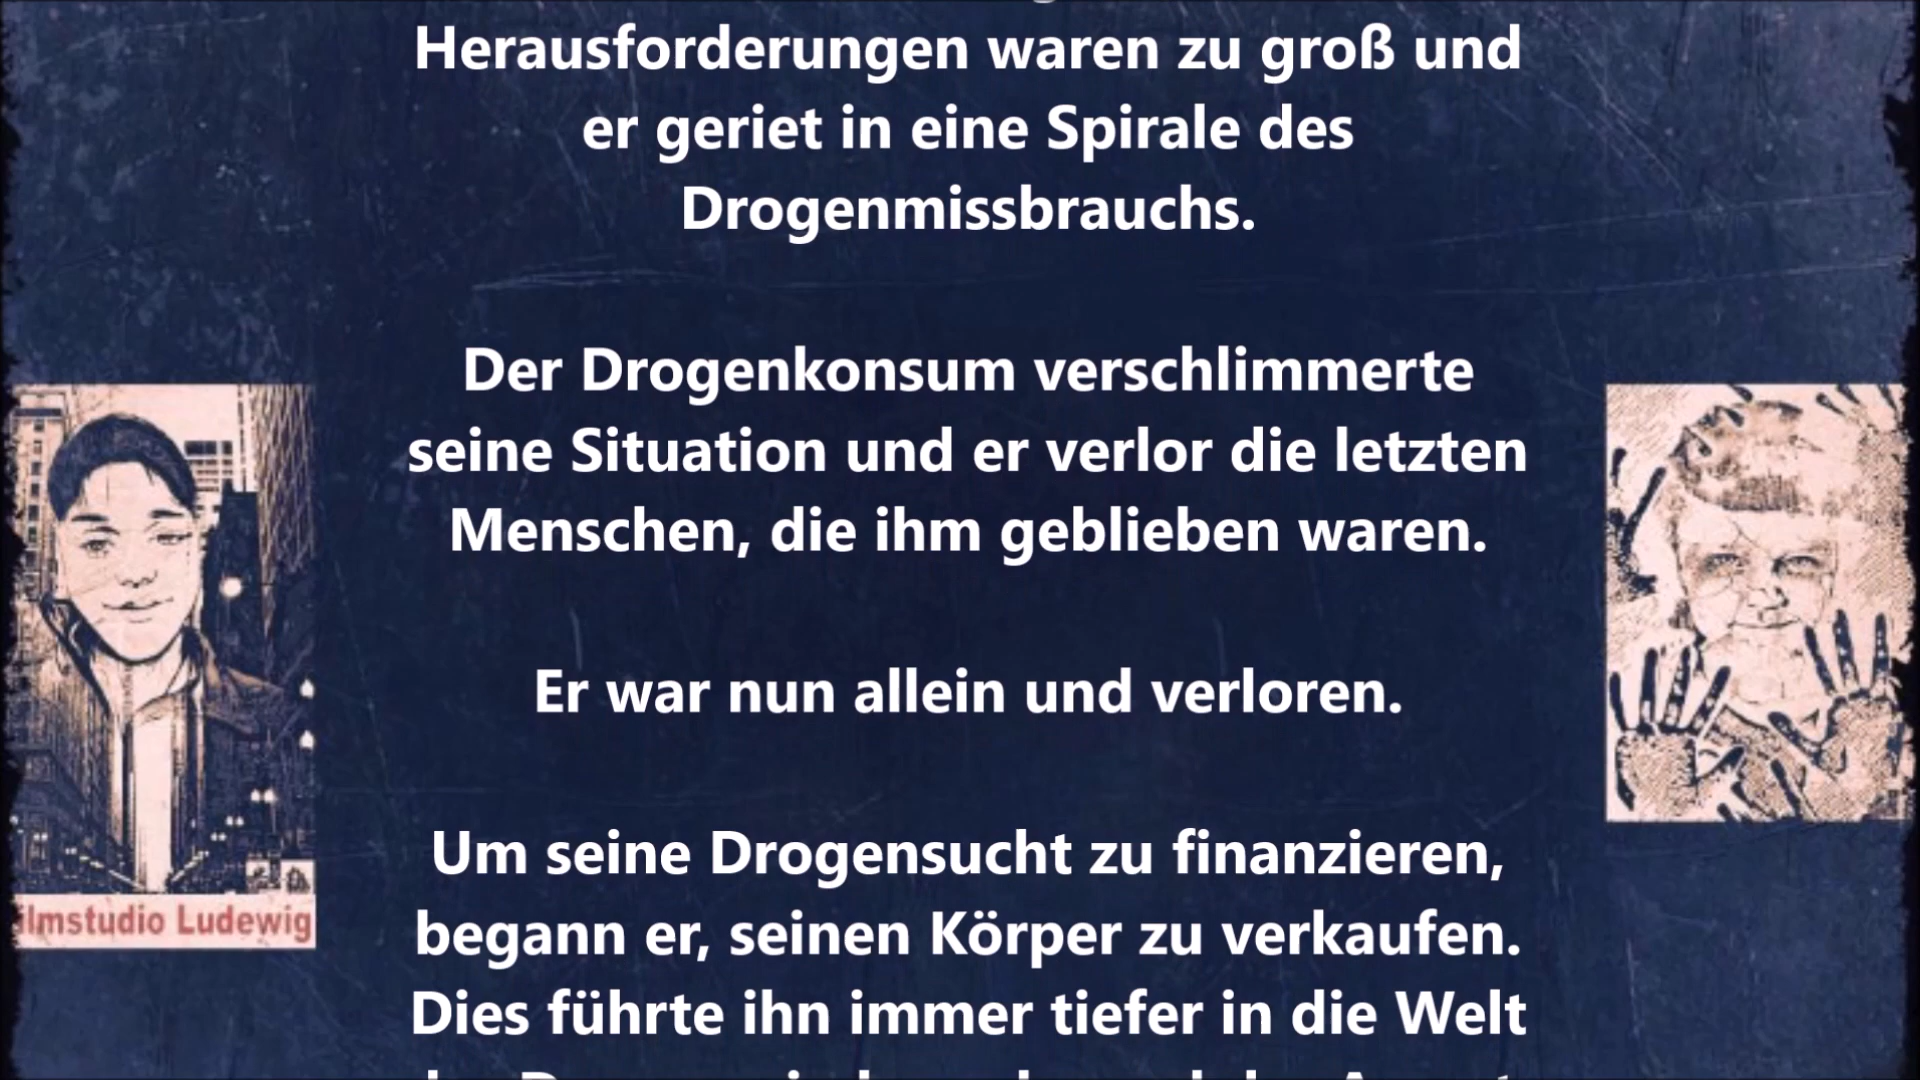 Herausforderungen waren zu groß und
er geriet in eine Spirale des
Drogenmissbrauchs.
Der Drogenkonsum verschlimmerte
seine Situation und er verlor die letzten
Menschen, die ihm geblieben waren.
Er war nun allein und verloren.
Um seine Drogensucht zu finanzieren,
begann er, seinen Körper zu verkaufen.
Dies führte ihn immer tiefer in die Welt
ilmstudio Ludewig